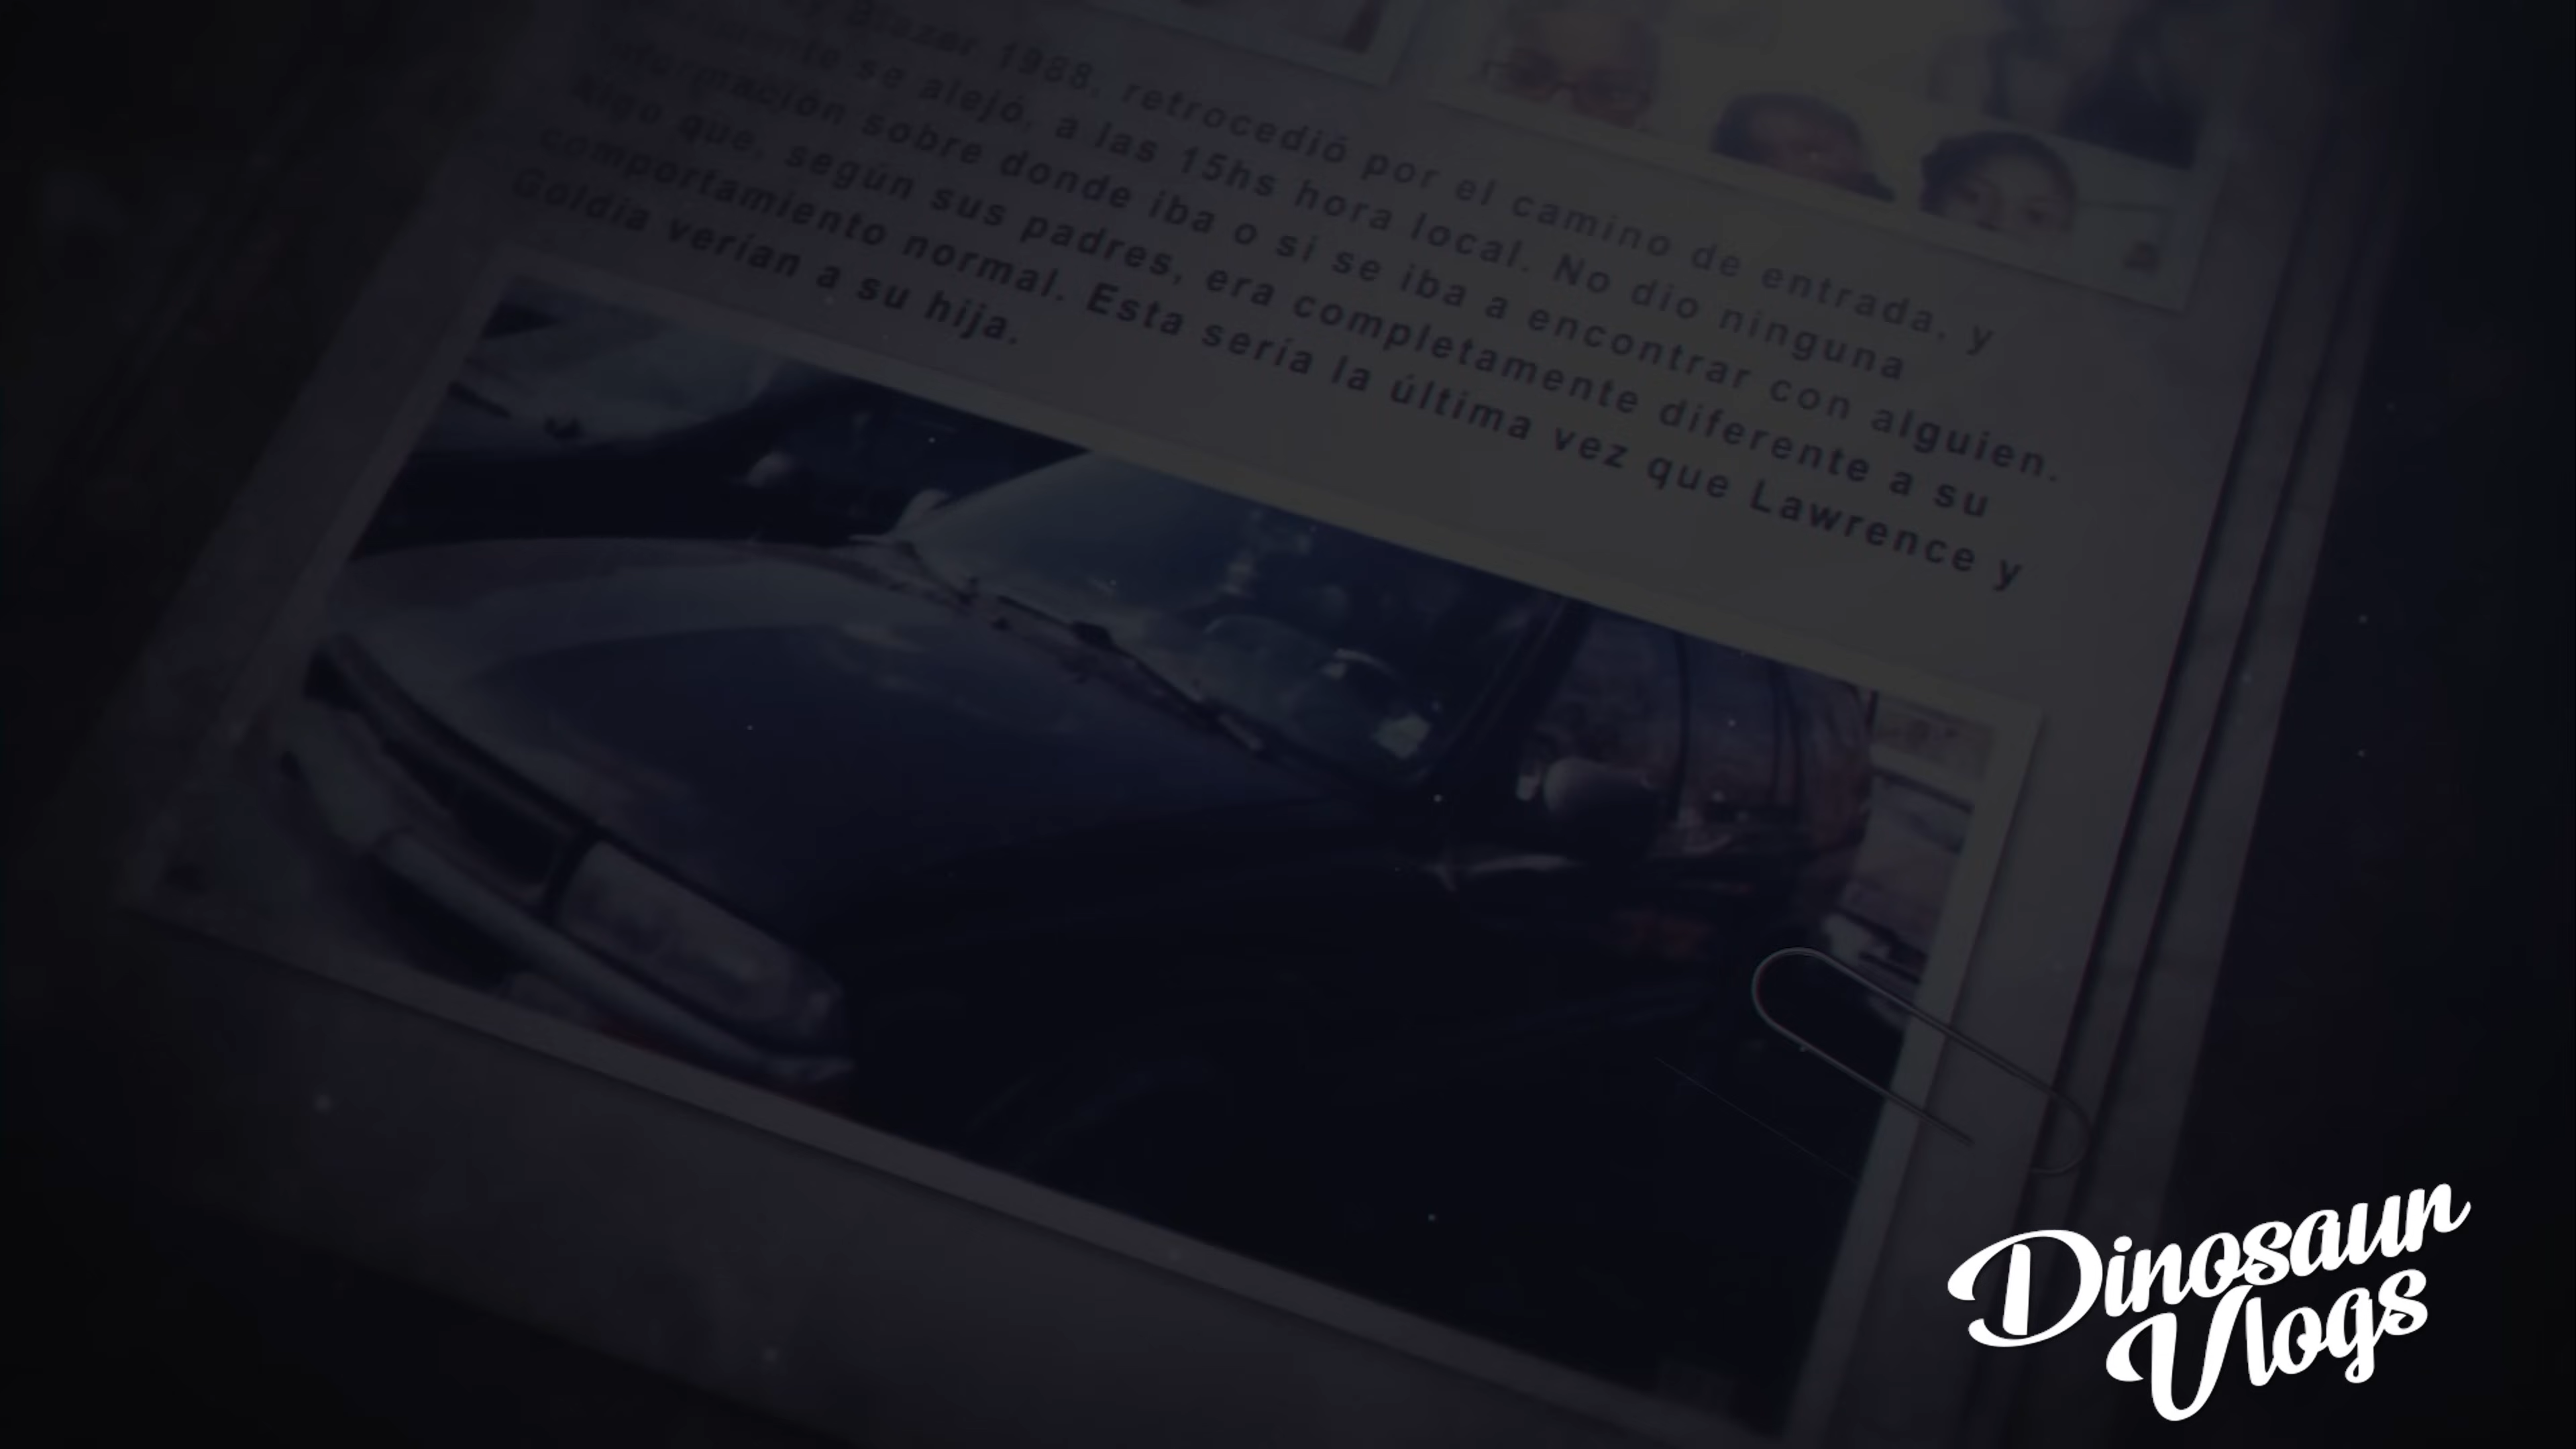 Blazer 1988, retrocedió por el camino de entrada, y
se alejó, a las 15hs hora local. No dio ninguna
información sobre donde iba o si se iba a encontrar con alguien.
Algo que, según sus padres, era completamente diferente a su
comportamiento normal. Esta sería la última vez que Lawrence y
Goldia verían a su hija.
Dinosaur
Vlogs